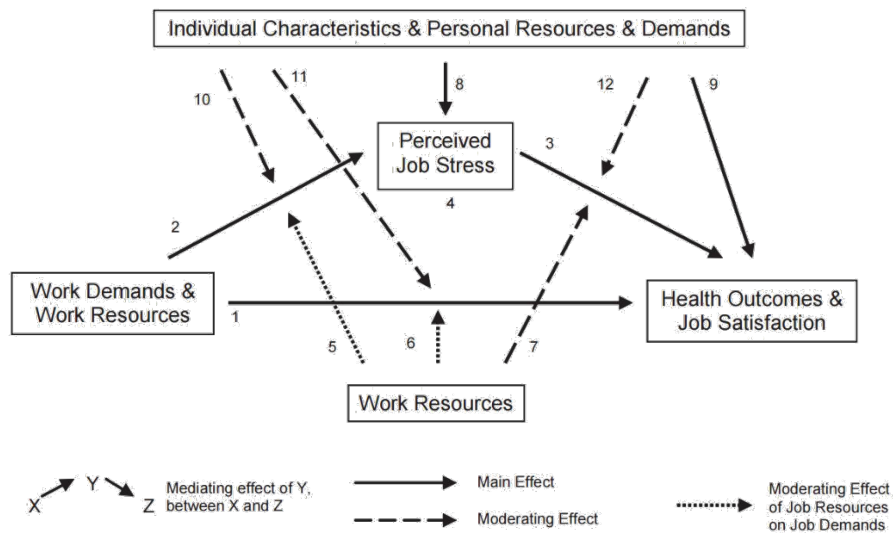 Individual Characteristics & Personal Resources & Demands
10
11
8
12
9
Perceived
Job Stress
3
4
2
Work Demands &
Work Resources
1
Health Outcomes &
Job Satisfaction
5
6
7
Work Resources
X
Y
Z
Mediating effect of Y,
between X and Z
Main Effect
Moderating Effect
Moderating Effect
of Job Resources
on Job Demands